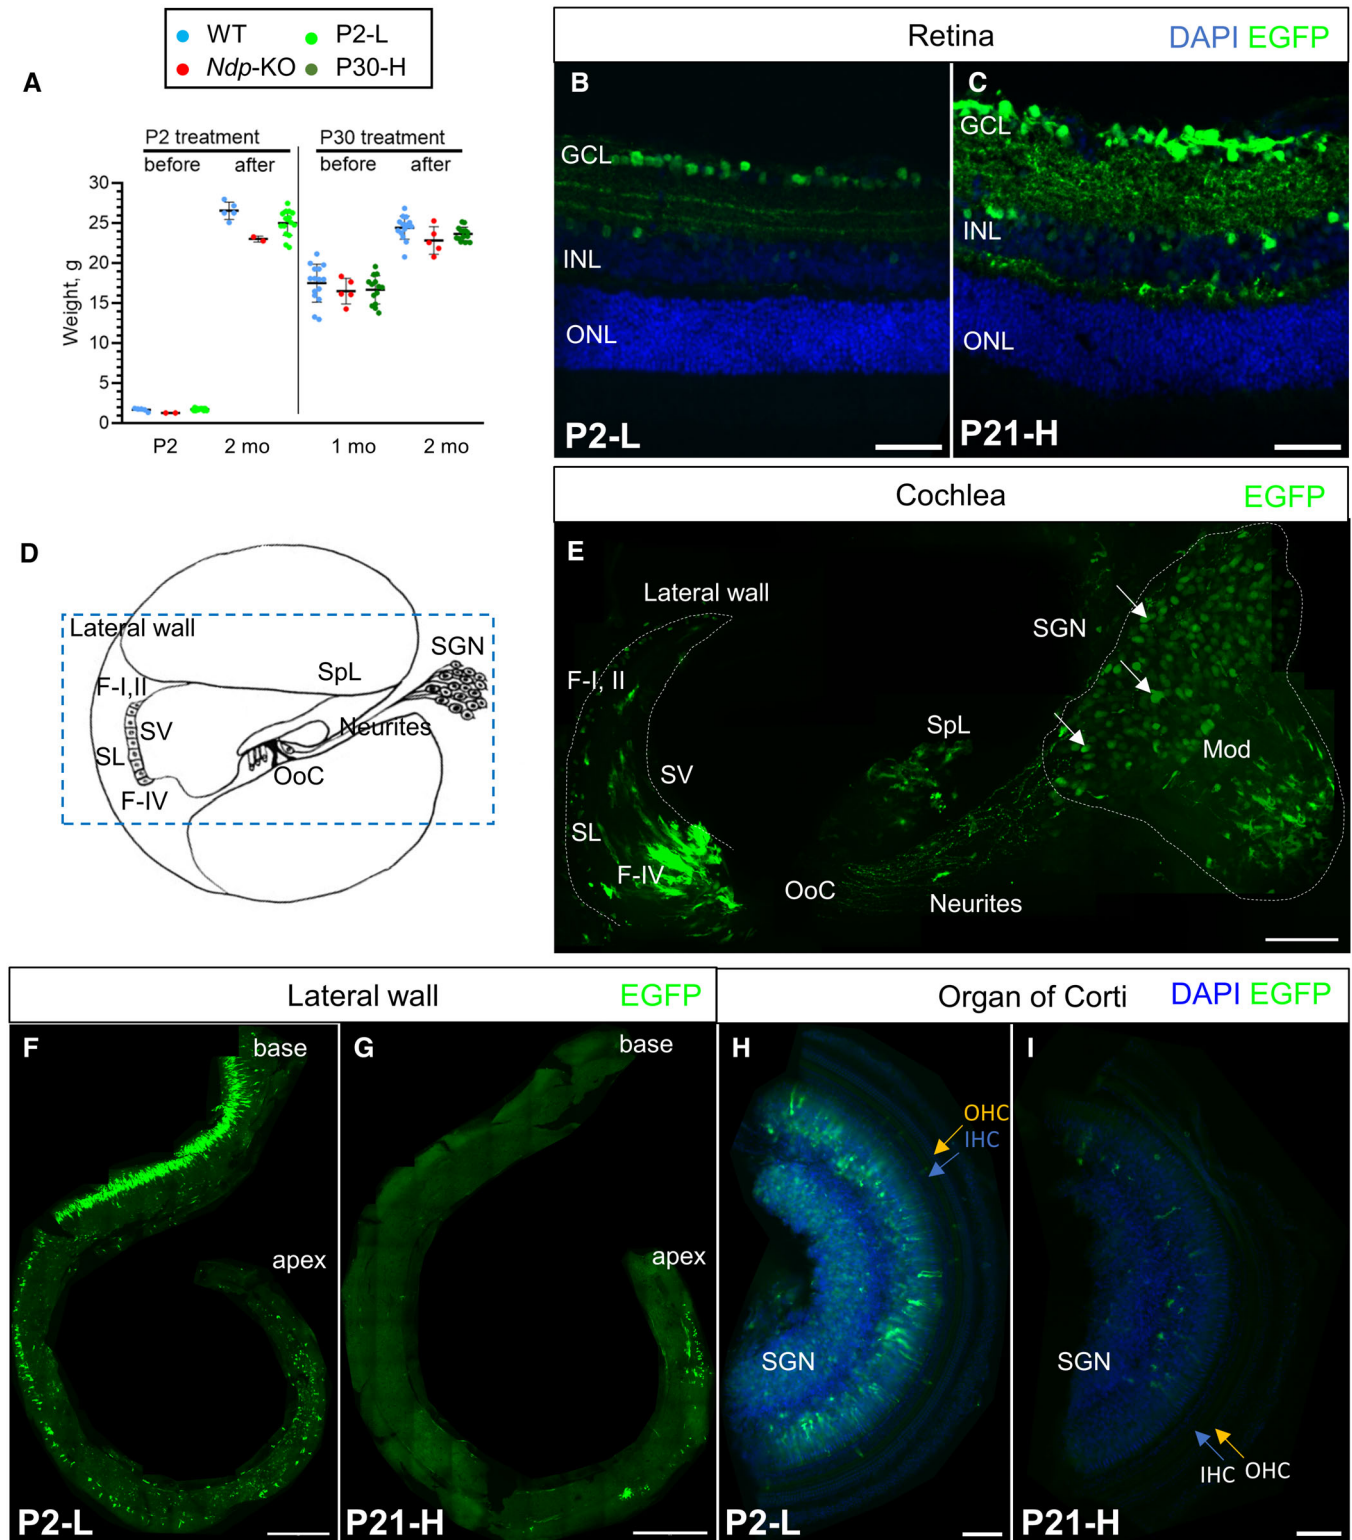 WT P2-L
Ndp-KO P30-H
A
P2 treatment P30 treatment
before after before after
Weight, g
30
25
20
15
10
5
0
P2 2 mo 1 mo 2 mo
Retina DAPI EGFP
B
GCL
INL
ONL
P2-L
C
GCL
INL
ONL
P21-H
D
Lateral wall
SGN
SpL
F-I,II
Neurites
SV
SL
OoC
F-IV
Cochlea EGFP
E
Lateral wall
SGN
F-I, II
SpL
Mod
SV
SL
F-IV
OoC
Neurites
Lateral wall EGFP
F
base
apex
P2-L
G
base
apex
P21-H
Organ of Corti DAPI EGFP
H
OHC
IHC
SGN
P2-L
I
SGN
IHC OHC
P21-H